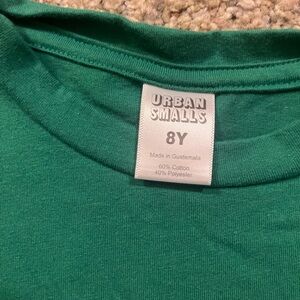 URBAN
SMALLS
8Y
Made in Guatemala
60% Cotton
40% Polyester